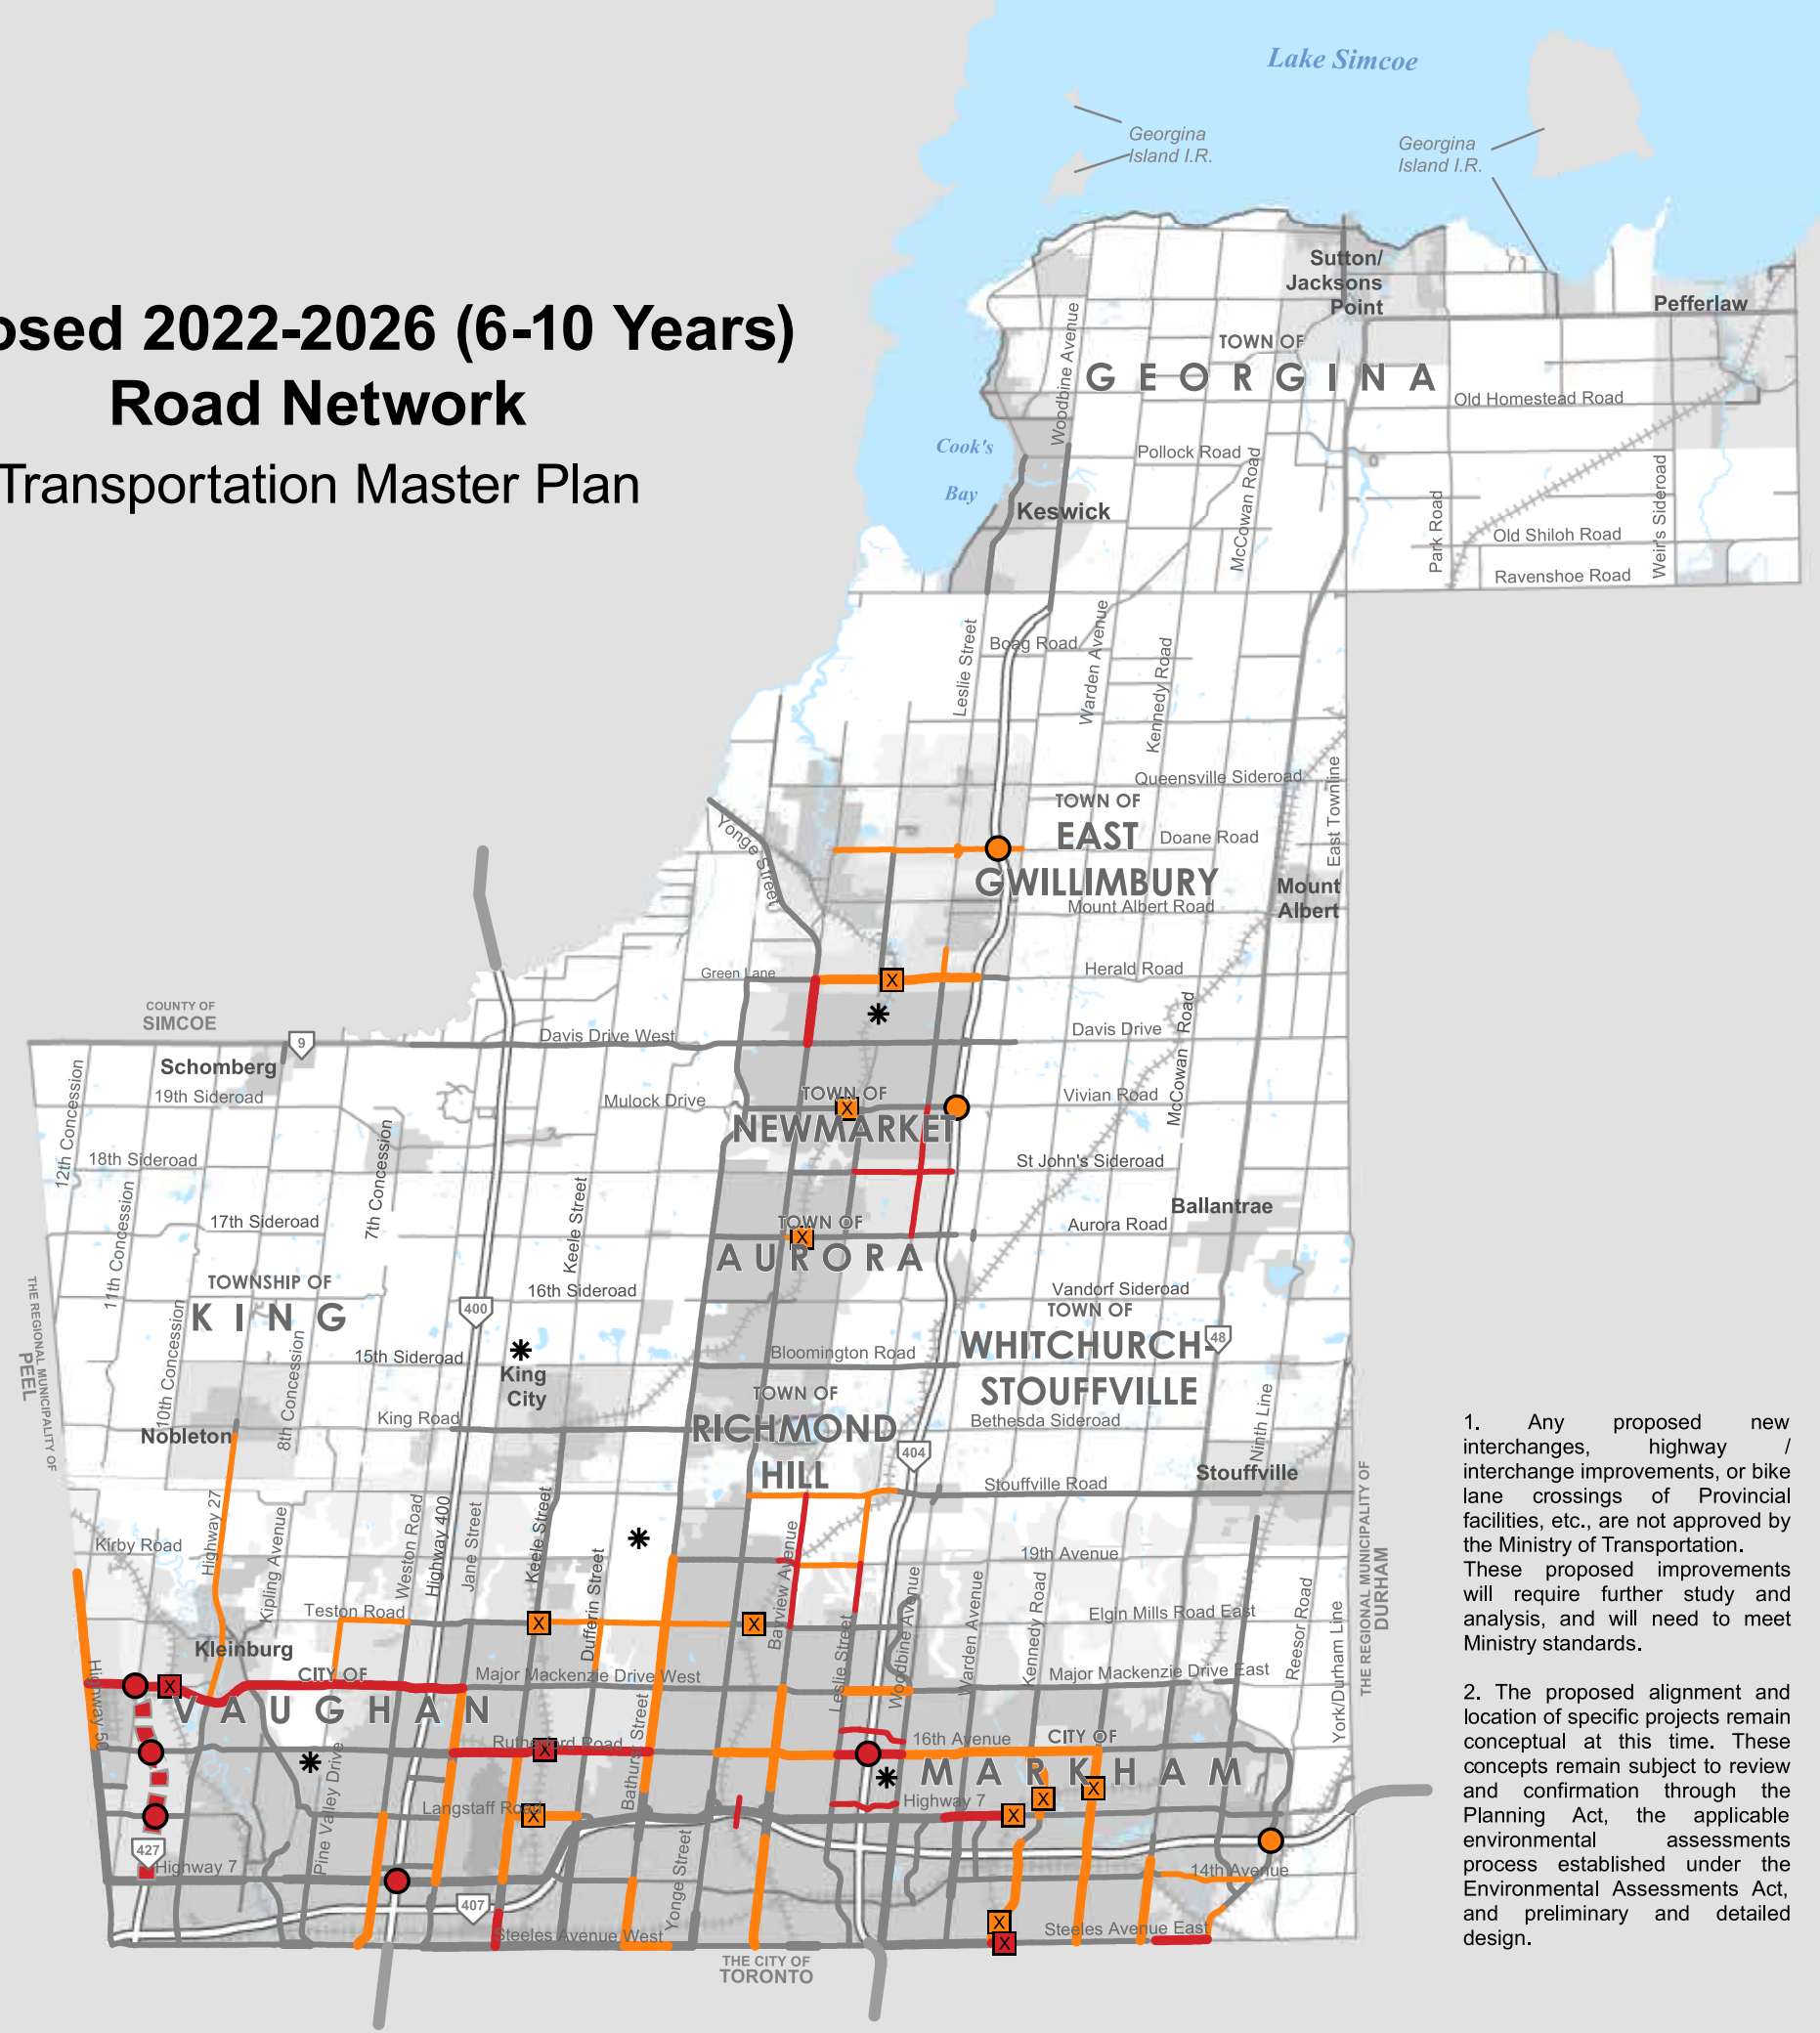 Lake Simcoe
Georgina
Island I.R.
Georgina
Island I.R.
Sutton/
Jacksons
Point
Pefferlaw
osed 2022-2026 (6-10 Years)
Road Network
Transportation Master Plan
Woodbine Avenue
TOWN OF
GEORGINA
Old Homestead Road
Cook's
Bay
Pollock Road
McCowan Road
Keswick
Park Road
Weir's Sideroad
Old Shiloh Road
Ravenshoe Road
Leslie Street
Boag Road
Warden Avenue
Kennedy Road
Queensville Sideroad
East Townline
TOWN OF
EAST
GWILLIMBURY
Doane Road
Yonge Street
Mount
Albert
Mount Albert Road
Green Lane
Herald Road
COUNTY OF
SIMCOE
9
Davis Drive West
Davis Drive
McCowan Road
Schomberg
19th Sideroad
12th Concession
Mulock Drive
TOWN OF
NEWMARKET
Vivian Road
18th Sideroad
7th Concession
St John's Sideroad
11th Concession
17th Sideroad
Keele Street
TOWN OF
AURORA
Aurora Road
Ballantrae
THE REGIONAL MUNICIPALITY OF
PEEL
TOWNSHIP OF
KING
16th Sideroad
400
Vandorf Sideroad
TOWN OF
WHITCHURCH-
STOUFFVILLE
48
10th Concession
8th Concession
15th Sideroad
King
City
Bloomington Road
TOWN OF
RICHMOND
HILL
Nobleton
King Road
Bethesda Sideroad
404
Ninth Line
Stouffville
Stouffville Road
Kirby Road
Highway 27
Kipling Avenue
Weston Road
Highway 400
Jane Street
Keele Street
Dufferin Street
Bayview Avenue
19th Avenue
Teston Road
Kleinburg
Leslie Street
Woodbine Avenue
Warden Avenue
Kennedy Road
Elgin Mills Road East
Reesor Road
York/Durham Line
THE REGIONAL MUNICIPALITY OF
DURHAM
Highway 50
CITY OF
VAUGHAN
Major Mackenzie Drive West
Major Mackenzie Drive East
Rutherford Road
Bathurst Street
16th Avenue
CITY OF
MARKHAM
Pine Valley Drive
Langstaff Road
Highway 7
427
Highway 7
Yonge Street
14th Avenue
407
Steeles Avenue West
Steeles Avenue East
THE CITY OF
TORONTO
X
X
X
X
X
X
X
X
X
X
X
X
X
1. Any proposed new
interchanges, highway /
interchange improvements, or bike
lane crossings of Provincial
facilities, etc., are not approved by
the Ministry of Transportation.
These proposed improvements
will require further study and
analysis, and will need to meet
Ministry standards.
2. The proposed alignment and
location of specific projects remain
conceptual at this time. These
concepts remain subject to review
and confirmation through the
Planning Act, the applicable
environmental assessments
process established under the
Environmental Assessments Act,
and preliminary and detailed
design.